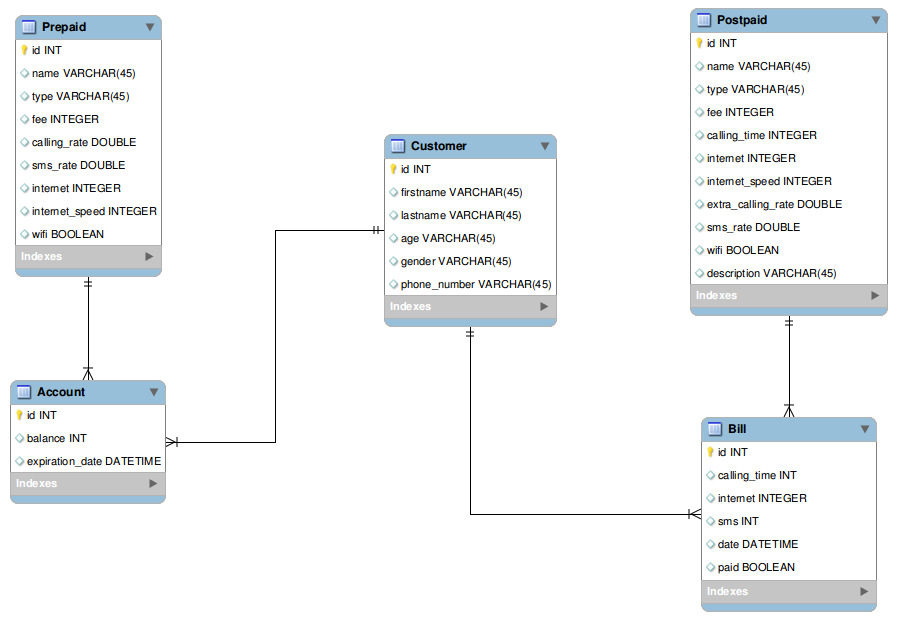 Prepaid
id INT
name VARCHAR(45)
type VARCHAR(45)
fee INTEGER
calling_rate DOUBLE
sms_rate DOUBLE
internet INTEGER
internet_speed INTEGER
wifi BOOLEAN
Indexes
Account
id INT
balance INT
expiration_date DATETIME
Indexes
Customer
id INT
firstname VARCHAR(45)
lastname VARCHAR(45)
age VARCHAR(45)
gender VARCHAR(45)
phone_number VARCHAR(45)
Indexes
Postpaid
id INT
name VARCHAR(45)
type VARCHAR(45)
fee INTEGER
calling_time INTEGER
internet INTEGER
internet_speed INTEGER
extra_calling_rate DOUBLE
sms_rate DOUBLE
wifi BOOLEAN
description VARCHAR(45)
Indexes
Bill
id INT
calling_time INT
internet INTEGER
sms INT
date DATETIME
paid BOOLEAN
Indexes